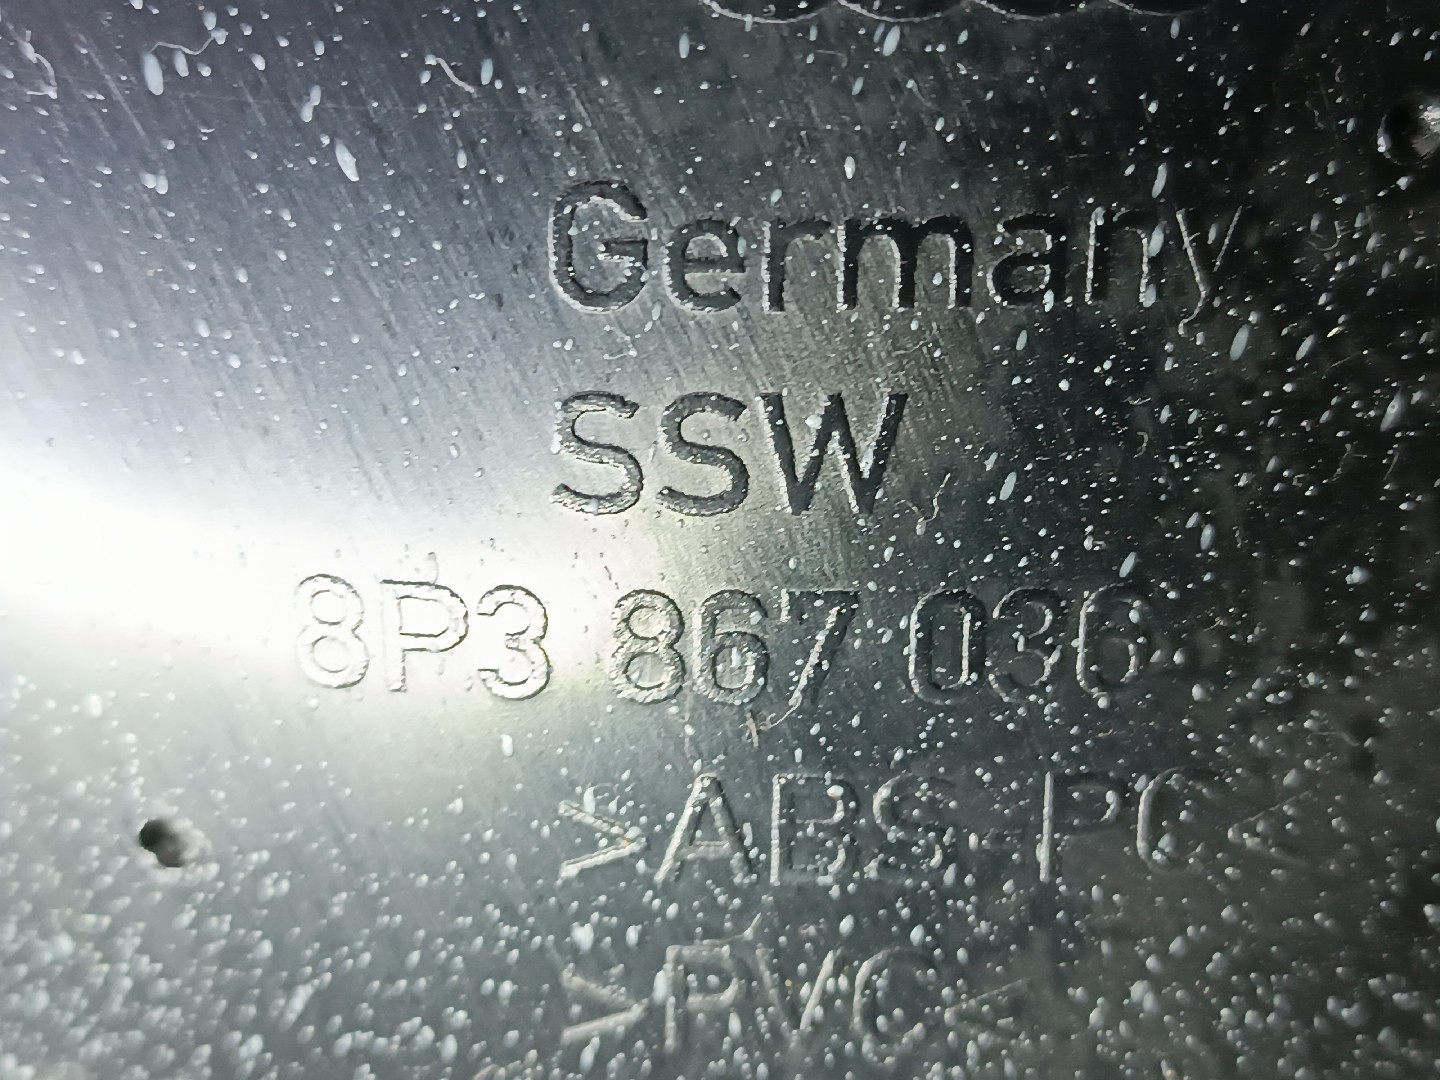 Germany
SSW
8P3 867 036
>ABS-PC<
>PVC<